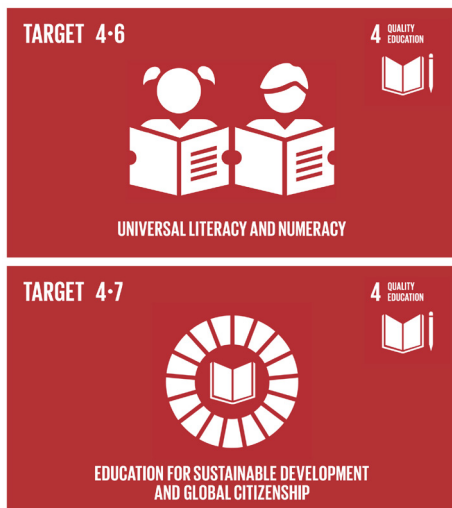 TARGET 4·6
4 QUALITY
EDUCATION
UNIVERSAL LITERACY AND NUMERACY
TARGET 4·7
4 QUALITY
EDUCATION
EDUCATION FOR SUSTAINABLE DEVELOPMENT
AND GLOBAL CITIZENSHIP